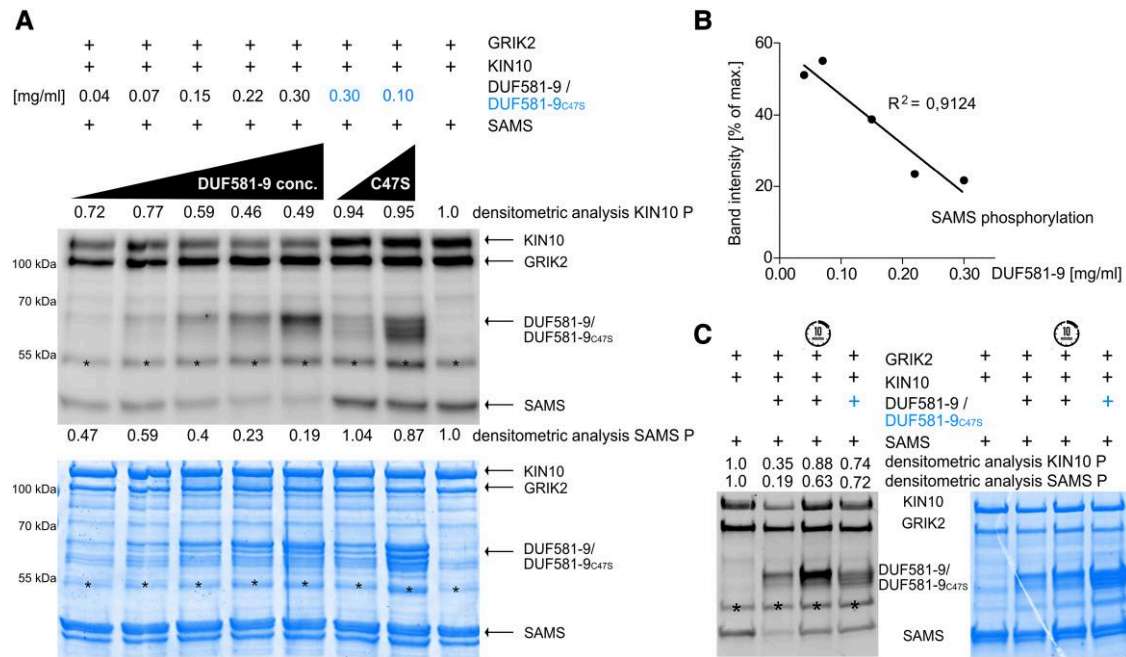 A
+ + + + + + + + GRIK2
+ + + + + + + + KIN10
[mg/ml] 0.04 0.07 0.15 0.22 0.30 0.30 0.10 DUF581-9 /
DUF581-9C47S
+ + + + + + + + SAMS
DUF581-9 conc. C47S
0.72 0.77 0.59 0.46 0.49 0.94 0.95 1.0 densitometric analysis KIN10 P
KIN10
100 kDa
GRIK2
70 kDa
DUF581-9/
DUF581-9C47S
55 kDa
* * * * * * * *
SAMS
0.47 0.59 0.4 0.23 0.19 1.04 0.87 1.0 densitometric analysis SAMS P
KIN10
100 kDa
GRIK2
70 kDa
DUF581-9/
DUF581-9C47S
55 kDa
* * * * * * * *
SAMS
B
Band intensity [% of max.]
60
40
20
0
R2 = 0,9124
SAMS phosphorylation
0.00 0.10 0.20 0.30 DUF581-9 [mg/ml]
C
10 10
+ + + + GRIK2 + + + +
+ + + + KIN10 + + + +
+ + + DUF581-9 / + + +
DUF581-9C47S
+ + + + SAMS + + + +
1.0 0.35 0.88 0.74 densitometric analysis KIN10 P
1.0 0.19 0.63 0.72 densitometric analysis SAMS P
KIN10
GRIK2
DUF581-9/
DUF581-9C47S
* * * *
SAMS